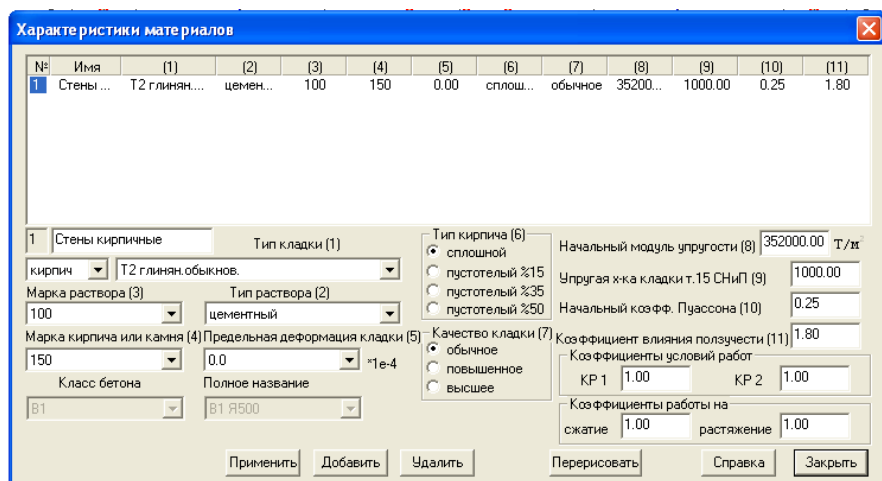 Характеристики материалов
№ Имя (1) (2) (3) (4) (5) (6) (7) (8) (9) (10) (11)
1 Стены ... Т2 глинян.... цемен... 100 150 0.00 сплош... обычное 35200... 1000.00 0.25 1.80
1 Стены кирпичные Тип кладки (1)
кирпич Т2 глинян.обыкнов.
Марка раствора (3) Тип раствора (2)
100 цементный
Марка кирпича или камня (4) Предельная деформация кладки (5)
150 0.0 *1е-4
Класс бетона Полное название
В1 В1 Я500
Тип кирпича (6)
сплошной
пустотелый %15
пустотелый %35
пустотелый %50
Качество кладки (7)
обычное
повышенное
высшее
Начальный модуль упругости (8) 352000.00 Т/м²
Упругая х-ка кладки т.15 СНиП (9) 1000.00
Начальный коэфф. Пуассона (10) 0.25
Коэффициент влияния ползучести (11) 1.80
Коэффициенты условий работ
КР 1 1.00 КР 2 1.00
Коэффициенты работы на
сжатие 1.00 растяжение 1.00
Применить Добавить Удалить Перерисовать Справка Закрыть